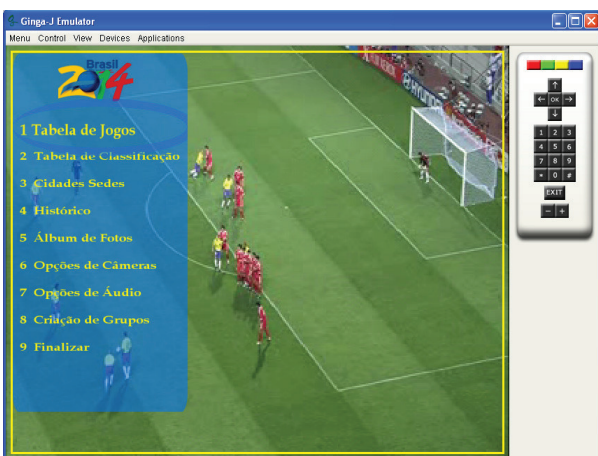 Ginga-J Emulator
Menu Control View Devices Applications
Brasil
2014
1 Tabela de Jogos
2 Tabela de Classificação
3 Cidades Sedes
4 Histórico
5 Álbum de Fotos
6 Opções de Câmeras
7 Opções de Áudio
8 Criação de Grupos
9 Finalizar
HYUNDAI
OK
1 2 3
4 5 6
7 8 9
* 0 #
EXIT
- +